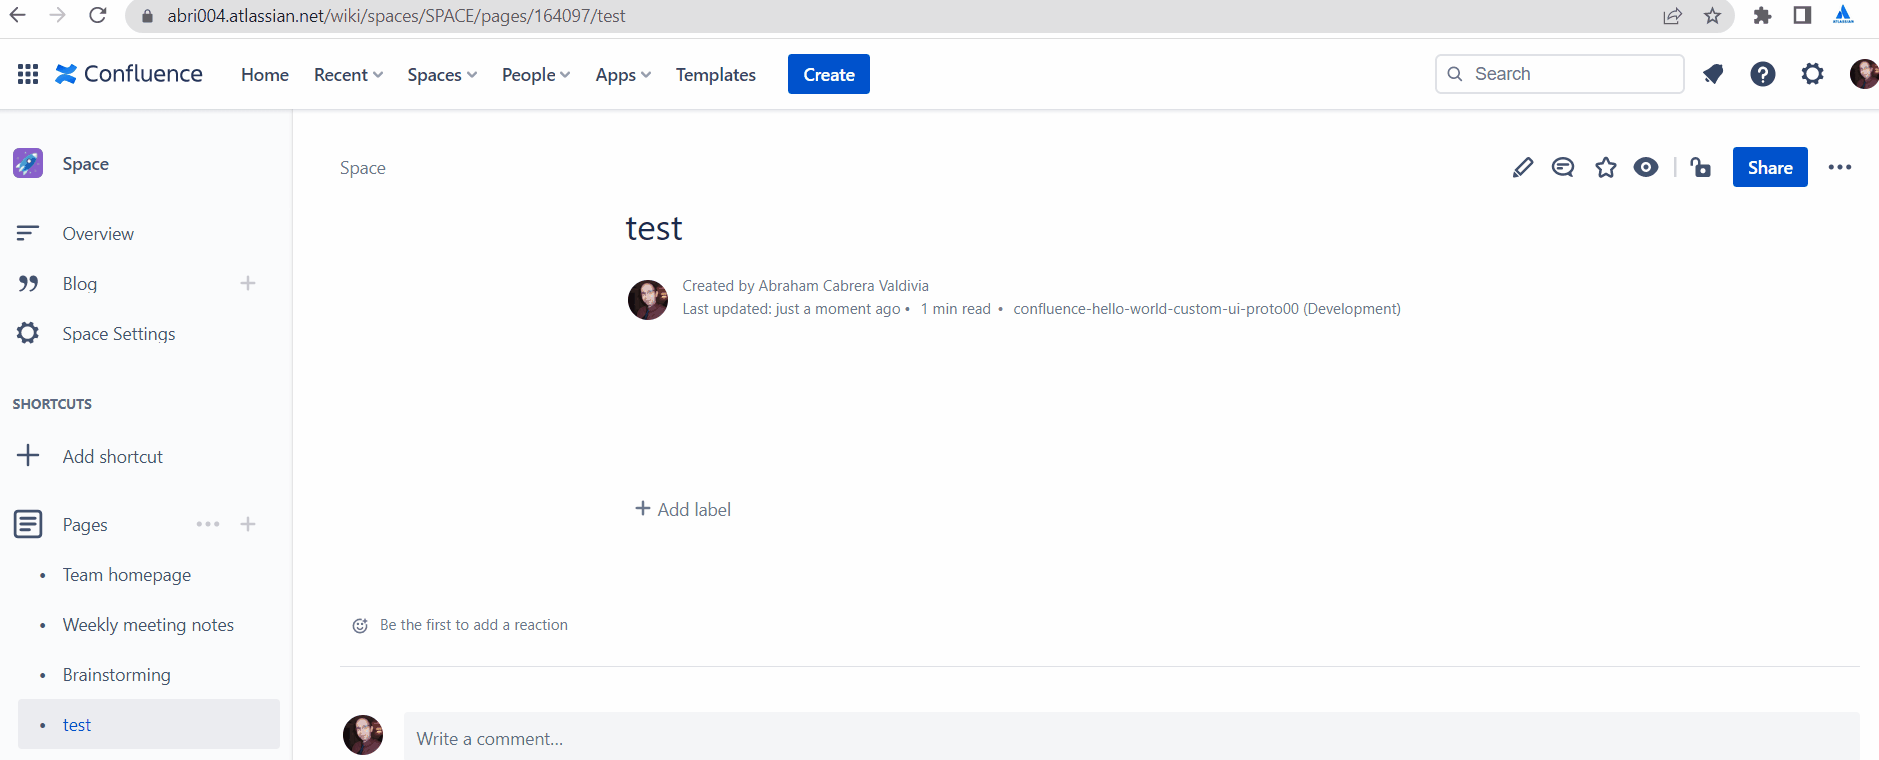 abri004.atlassian.net/wiki/spaces/SPACE/pages/164097/test
ATLASSIAN
Confluence Home Recent Spaces People Apps Templates Create Search
Space
Overview
Blog
Space Settings
SHORTCUTS
Add shortcut
Pages
Team homepage
Weekly meeting notes
Brainstorming
test
Space
Share
test
Created by Abraham Cabrera Valdivia
Last updated: just a moment ago • 1 min read • confluence-hello-world-custom-ui-proto00 (Development)
Add label
Be the first to add a reaction
Write a comment...